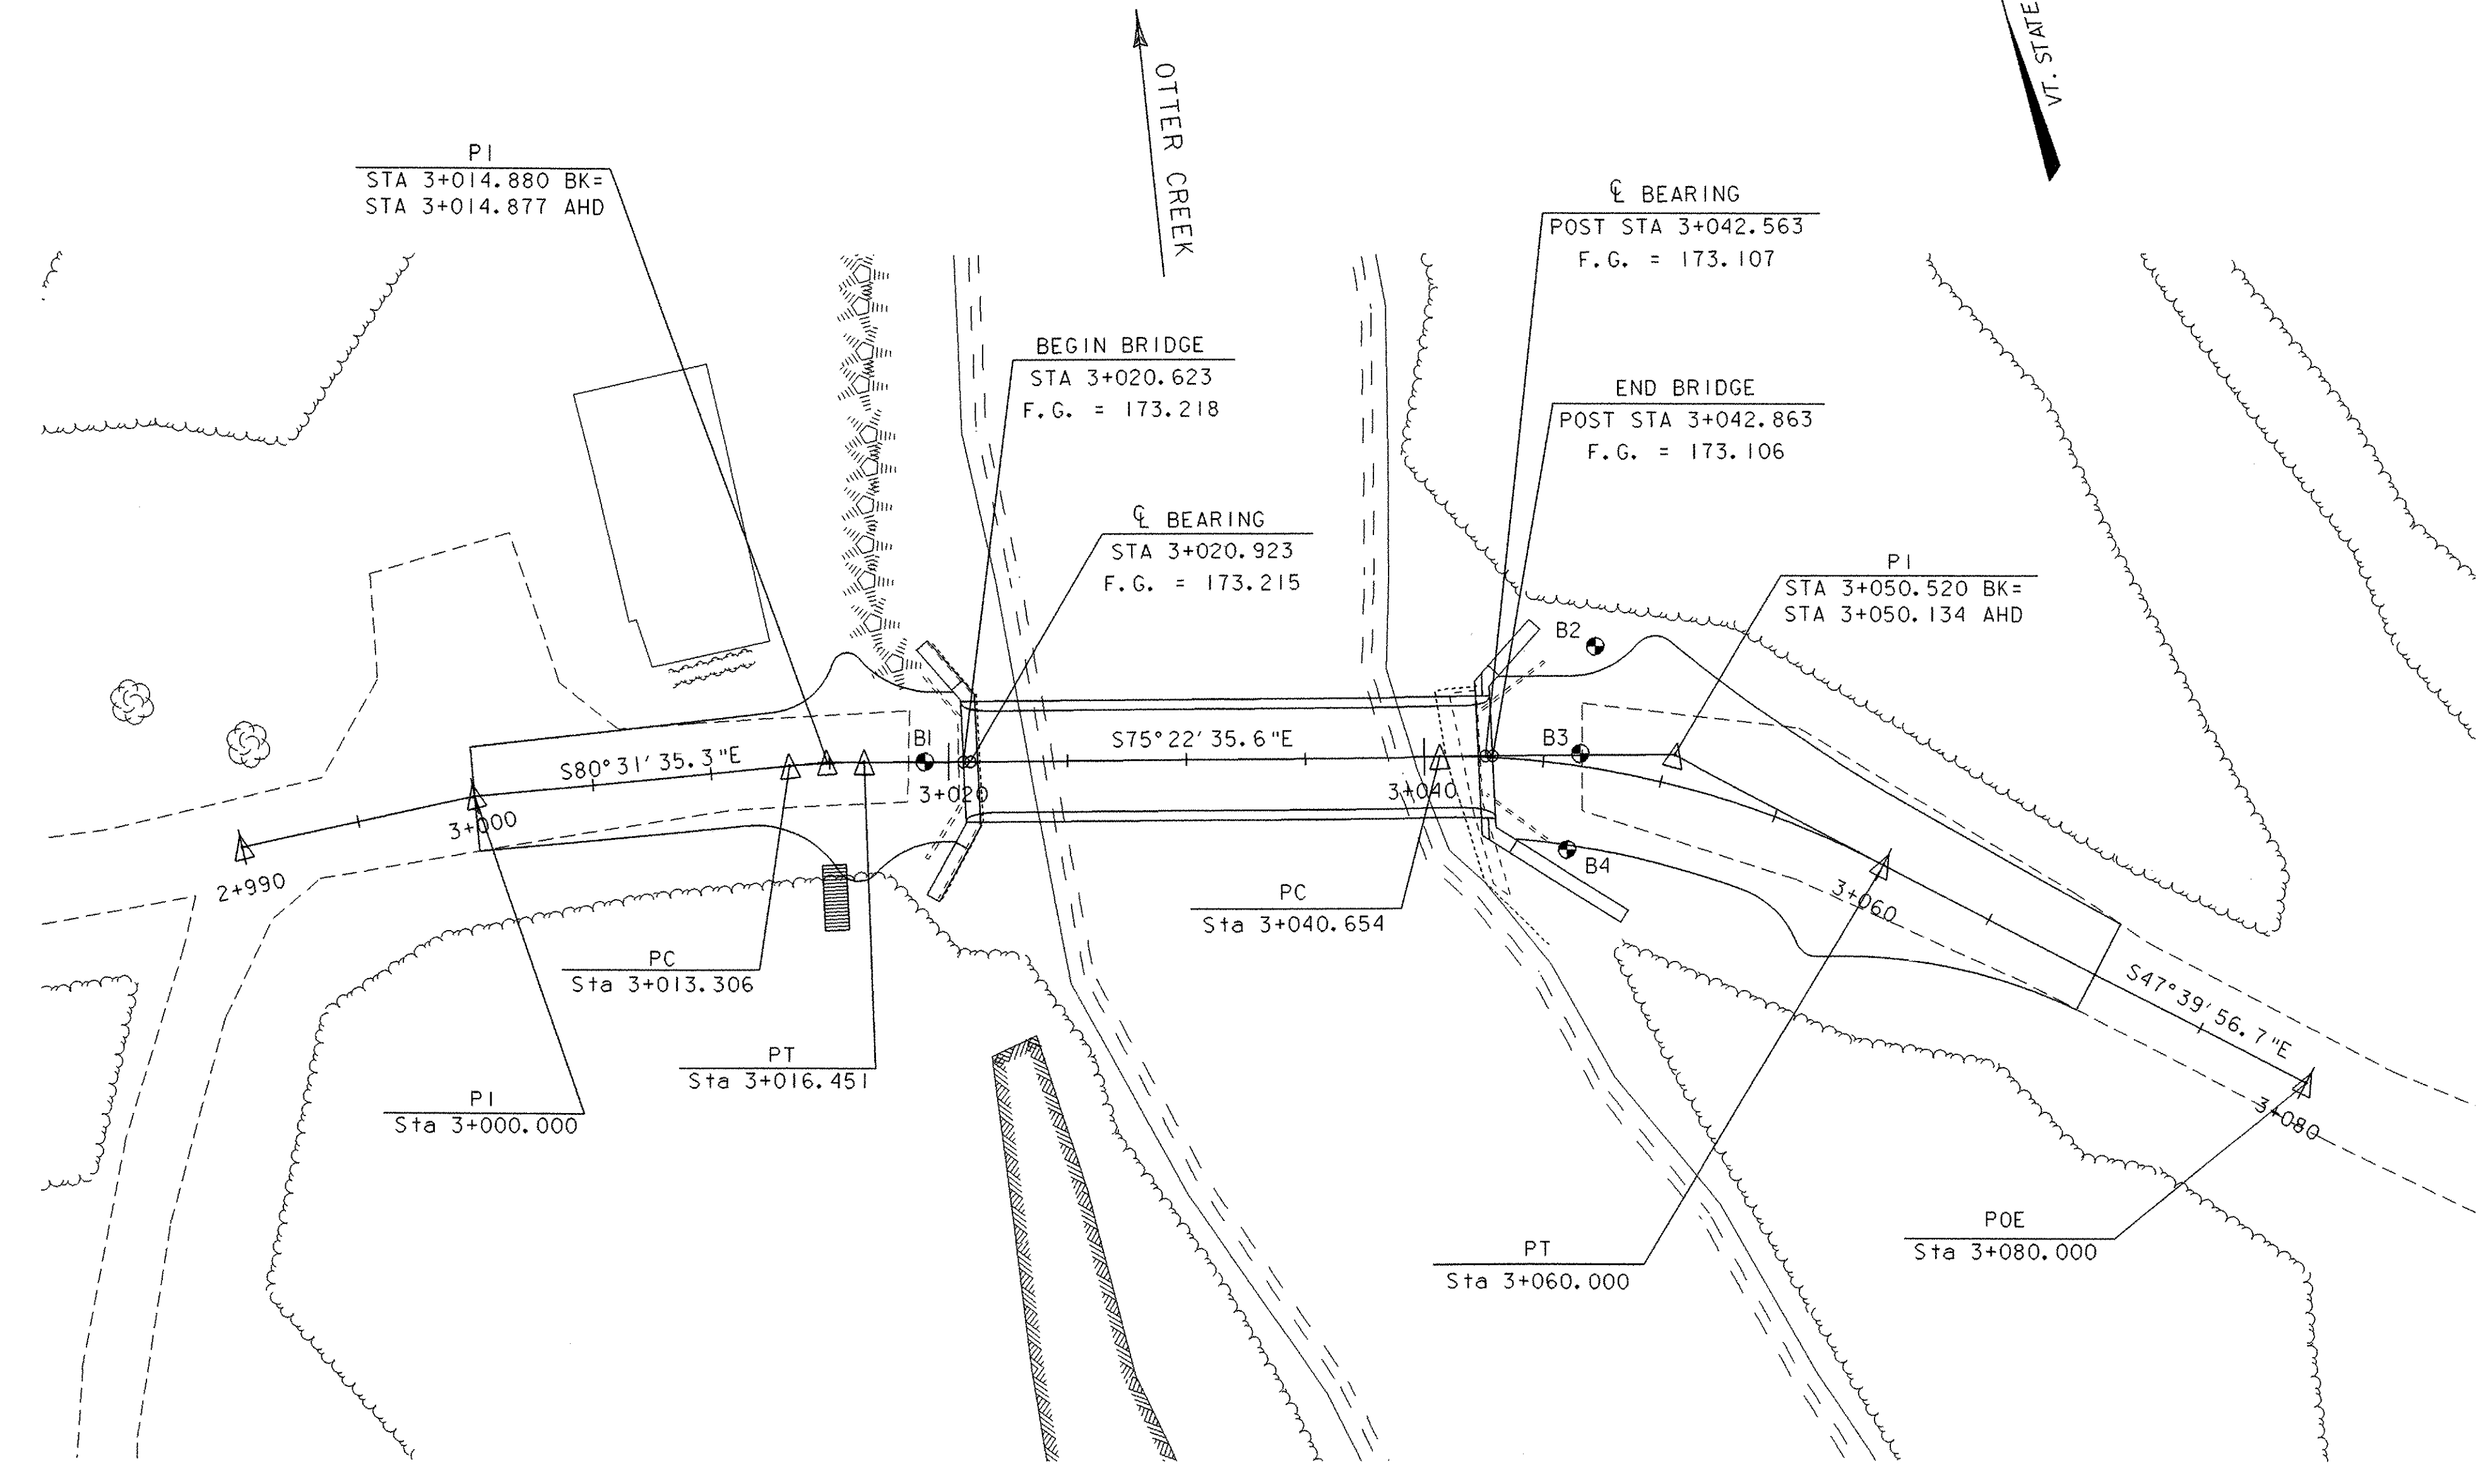 VT. STATE
OTTER CREEK
PI
STA 3+014.880 BK=
STA 3+014.877 AHD
℄ BEARING
POST STA 3+042.563
F.G. = 173.107
BEGIN BRIDGE
STA 3+020.623
F.G. = 173.218
END BRIDGE
POST STA 3+042.863
F.G. = 173.106
℄ BEARING
STA 3+020.923
F.G. = 173.215
PI
STA 3+050.520 BK=
STA 3+050.134 AHD
B2
B1
B3
S80°31'35.3"E
S75°22'35.6"E
3+020
3+040
3+000
2+990
B4
3+060
PC
Sta 3+040.654
PC
Sta 3+013.306
S47°39'56.7"E
PT
Sta 3+016.451
PI
Sta 3+000.000
3+080
POE
Sta 3+080.000
PT
Sta 3+060.000